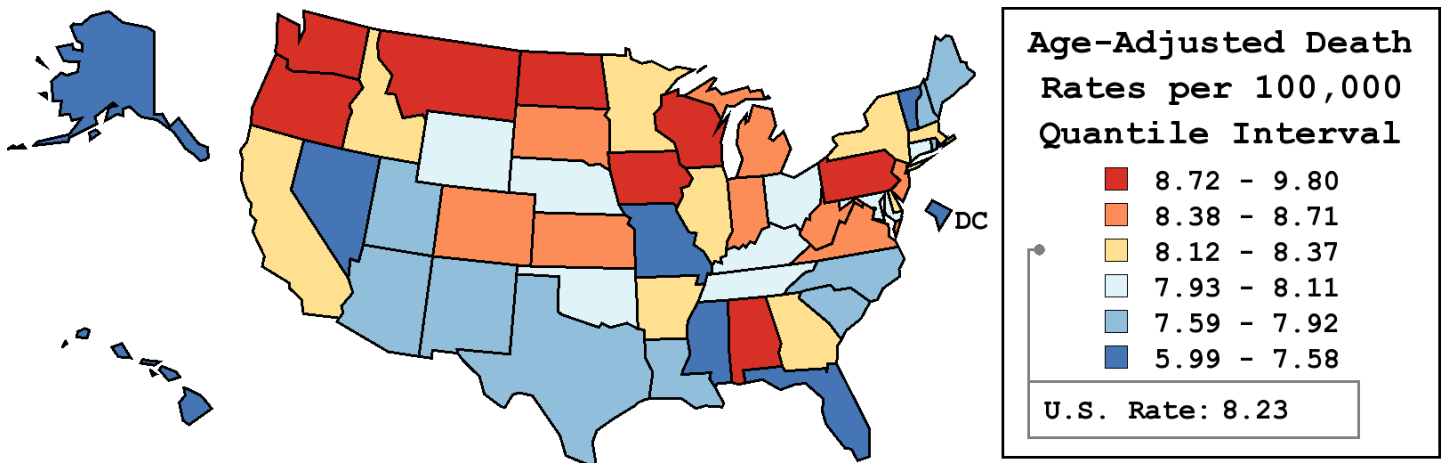 Age-Adjusted Death
Rates per 100,000
Quantile Interval
8.72 - 9.80
8.38 - 8.71
8.12 - 8.37
7.93 - 8.11
7.59 - 7.92
5.99 - 7.58
U.S. Rate: 8.23
DC